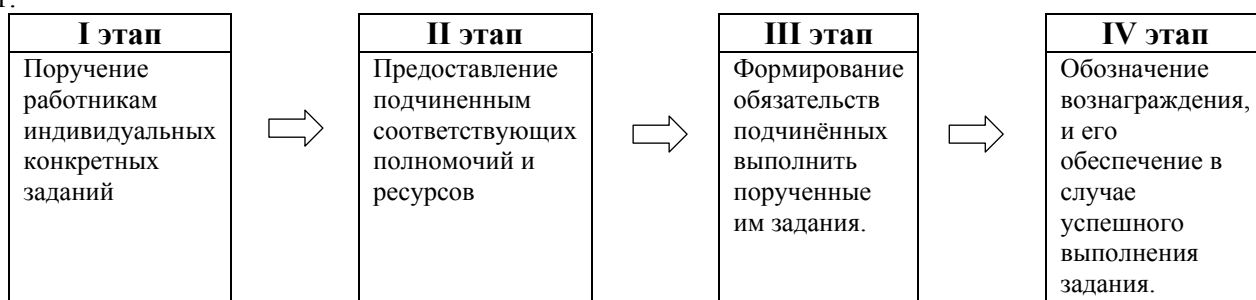 I этап
Поручение
работникам
индивидуальных
конкретных
заданий
II этап
Предоставление
подчиненным
соответствующих
полномочий и
ресурсов
III этап
Формирование
обязательств
подчинённых
выполнить
порученные
им задания.
IV этап
Обозначение
вознаграждения,
и его
обеспечение в
случае
успешного
выполнения
задания.